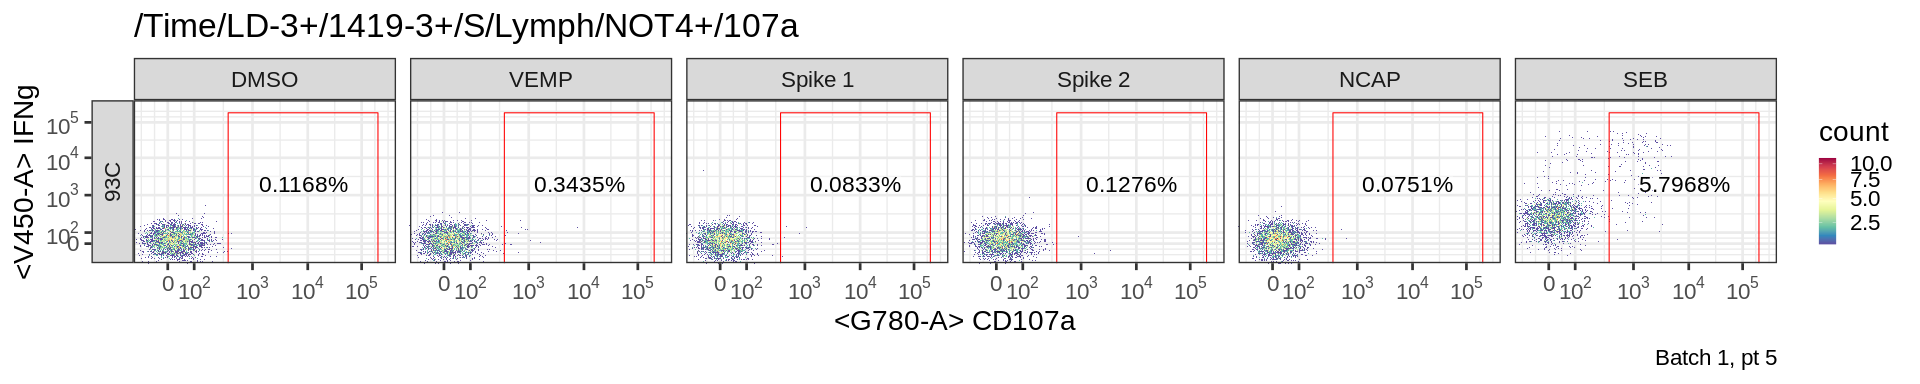 /Time/LD-3+/1419-3+/S/Lymph/NOT4+/107a
DMSO VEMP Spike 1 Spike 2 NCAP SEB
<V450-A> IFNg
93C
10^5
10^4
10^3
10^2
0
0.1168% 0.3435% 0.0833% 0.1276% 0.0751% 5.7968%
0 10^2 10^3 10^4 10^5 0 10^2 10^3 10^4 10^5 0 10^2 10^3 10^4 10^5 0 10^2 10^3 10^4 10^5 0 10^2 10^3 10^4 10^5 0 10^2 10^3 10^4 10^5
<G780-A> CD107a
count
10.0
7.5
5.0
2.5
Batch 1, pt 5